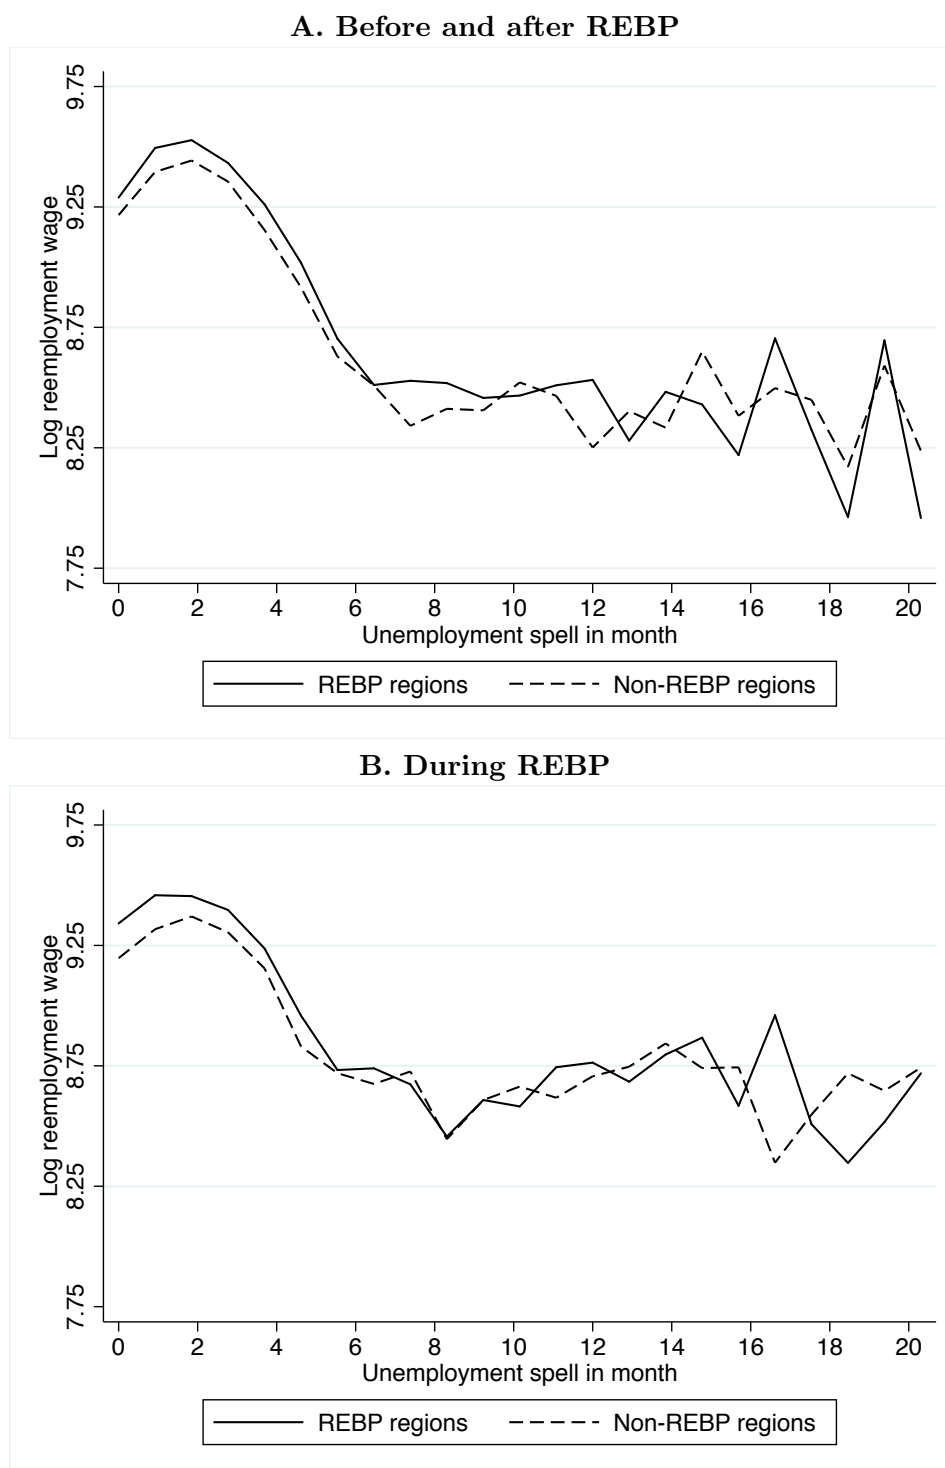 A. Before and after REBP
Log reemployment wage
9.75
9.25
8.75
8.25
7.75
0 2 4 6 8 10 12 14 16 18 20
Unemployment spell in month
REBP regions Non-REBP regions
B. During REBP
Log reemployment wage
9.75
9.25
8.75
8.25
7.75
0 2 4 6 8 10 12 14 16 18 20
Unemployment spell in month
REBP regions Non-REBP regions